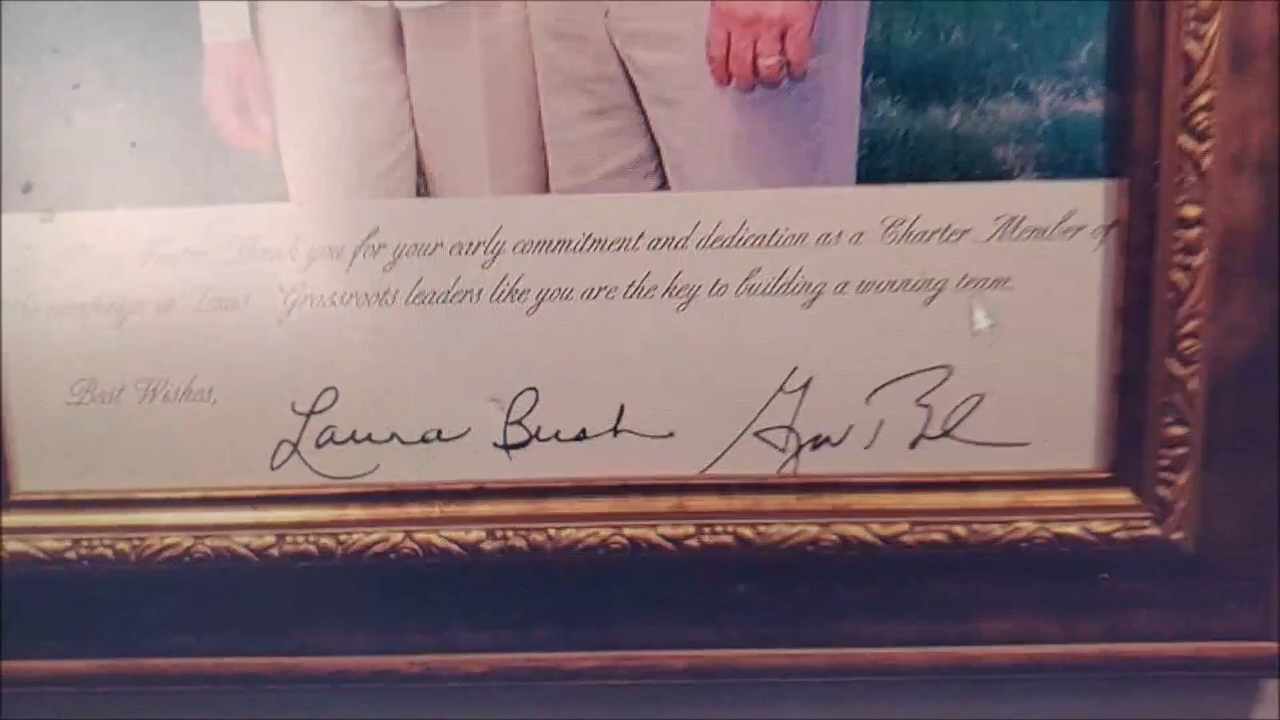 Thank you for your early commitment and dedication as a Charter Member of
Grassroots leaders like you are the key to building a winning team.
Best Wishes,
Laura Bush